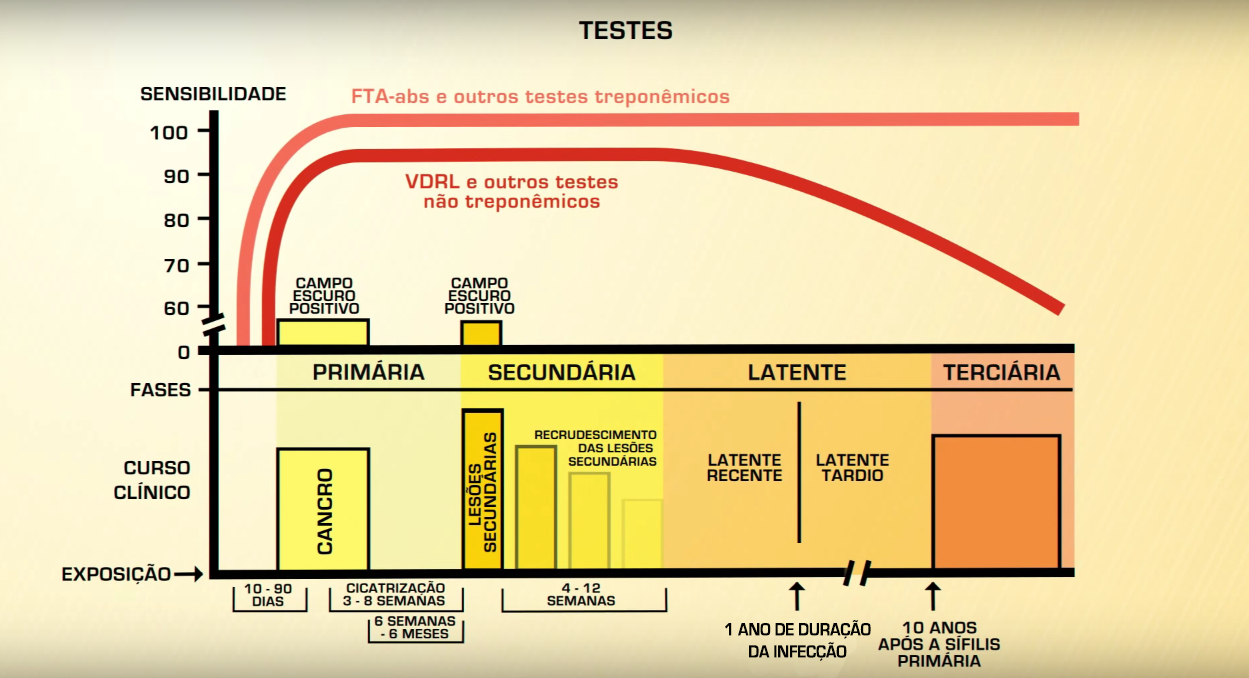 TESTES
SENSIBILIDADE
FTA-abs e outros testes treponêmicos
100
90
80
70
60
0
VDRL e outros testes
não treponêmicos
CAMPO
ESCURO
POSITIVO
CAMPO
ESCURO
POSITIVO
FASES
PRIMÁRIA
SECUNDÁRIA
LATENTE
TERCIÁRIA
CURSO
CLÍNICO
CANCRO
LESÕES
SECUNDÁRIAS
RECRUDESCIMENTO
DAS LESÕES
SECUNDÁRIAS
LATENTE
RECENTE
LATENTE
TARDIO
EXPOSIÇÃO
10 - 90
DIAS
CICATRIZAÇÃO
3 - 8 SEMANAS
6 SEMANAS
- 6 MESES
4 - 12
SEMANAS
1 ANO DE DURAÇÃO
DA INFECÇÃO
10 ANOS
APÓS A SÍFILIS
PRIMÁRIA